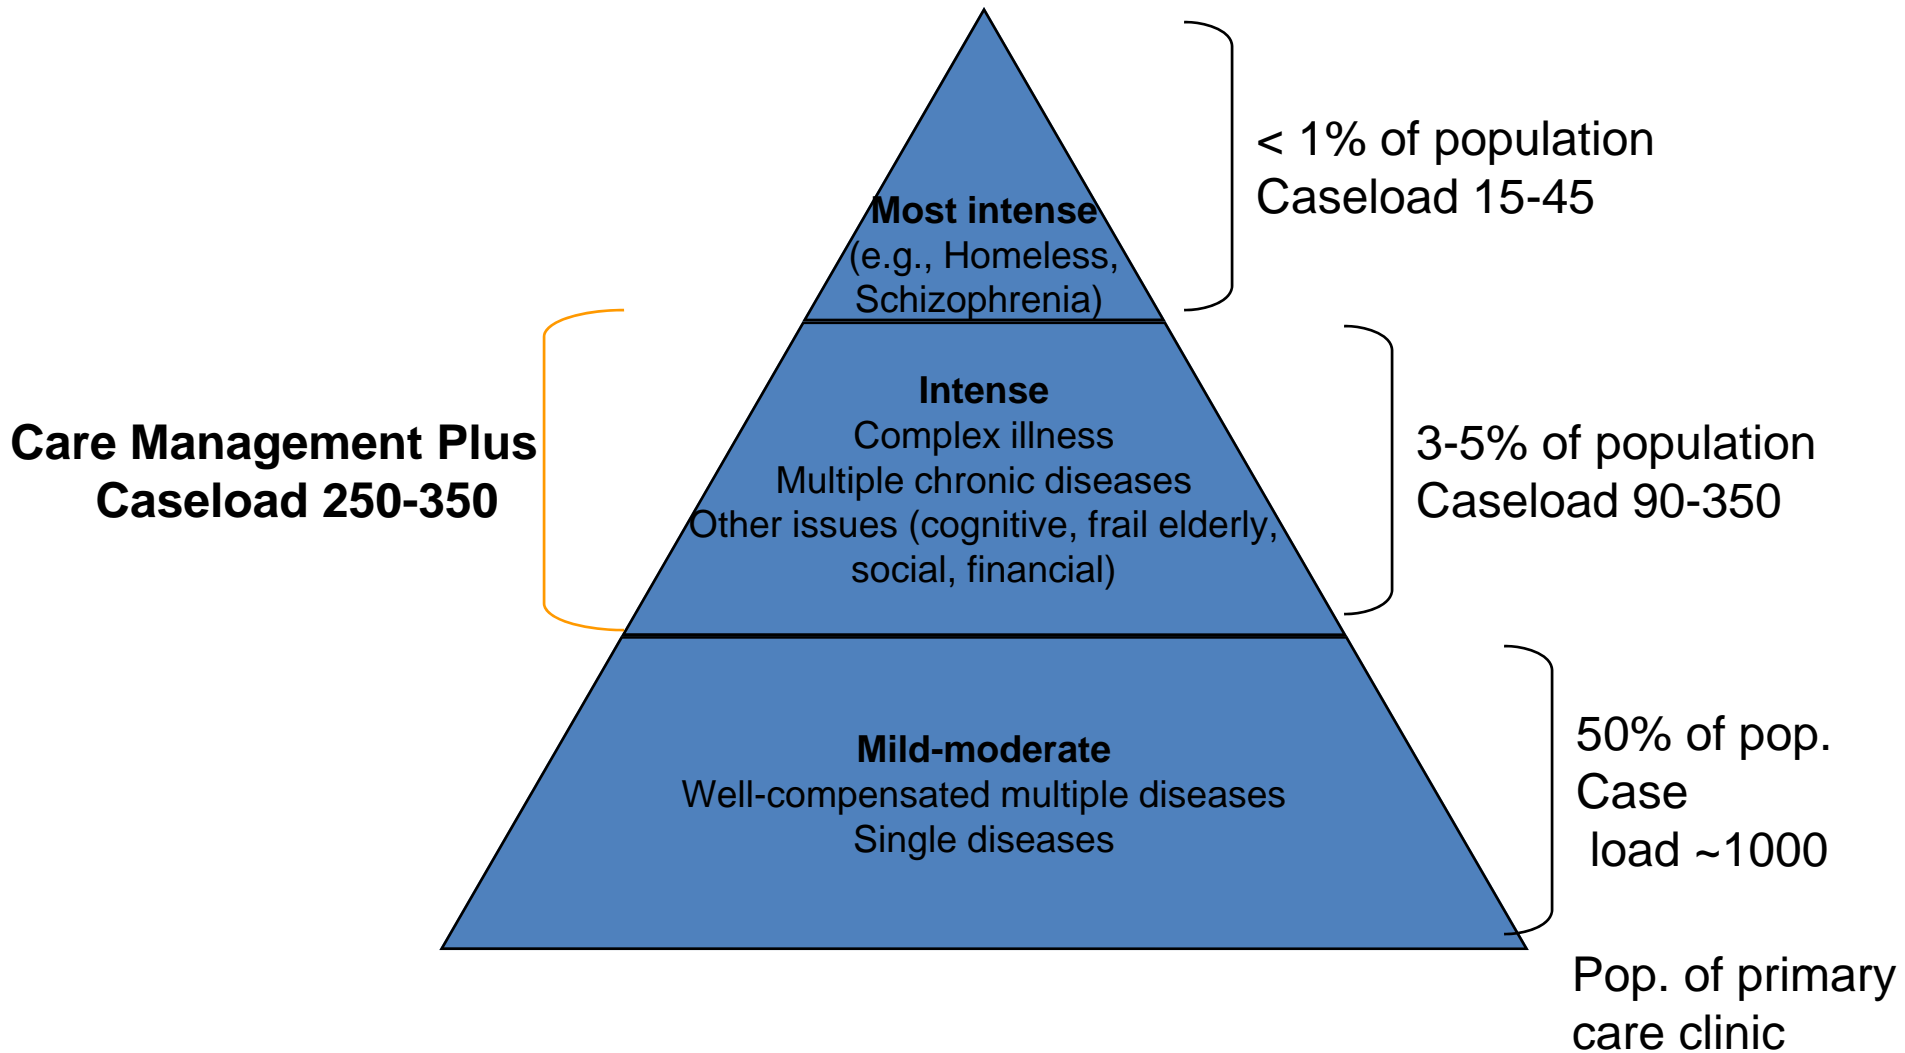 < 1% of population
Caseload 15-45
Most intense
(e.g., Homeless,
Schizophrenia)
Care Management Plus
Caseload 250-350
Intense
Complex illness
Multiple chronic diseases
Other issues (cognitive, frail elderly,
social, financial)
3-5% of population
Caseload 90-350
Mild-moderate
Well-compensated multiple diseases
Single diseases
50% of pop.
Case
load ~1000
Pop. of primary
care clinic